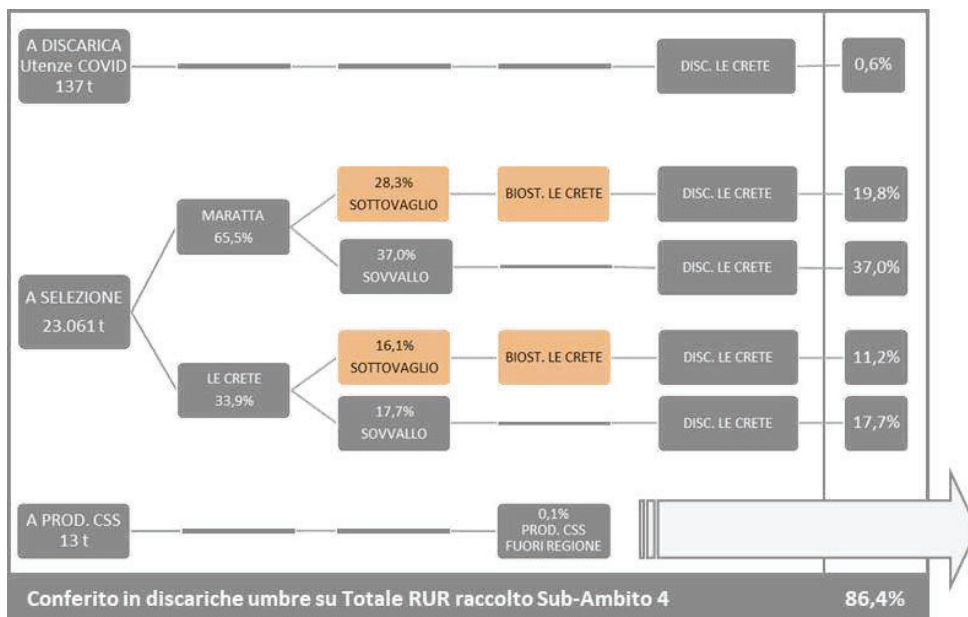 A DISCARICA
Utenze COVID
137 t
DISC. LE CRETE
0,6%
28,3%
SOTTOVAGLIO
BIOST. LE CRETE
DISC. LE CRETE
19,8%
MARATTA
65,5%
37,0%
SOVVALLO
DISC. LE CRETE
37,0%
A SELEZIONE
23.061 t
16,1%
SOTTOVAGLIO
BIOST. LE CRETE
DISC. LE CRETE
11,2%
LE CRETE
33,9%
17,7%
SOVVALLO
DISC. LE CRETE
17,7%
A PROD. CSS
13 t
0,1%
PROD. CSS
FUORI REGIONE
Conferito in discariche umbre su Totale RUR raccolto Sub-Ambito 4 86,4%